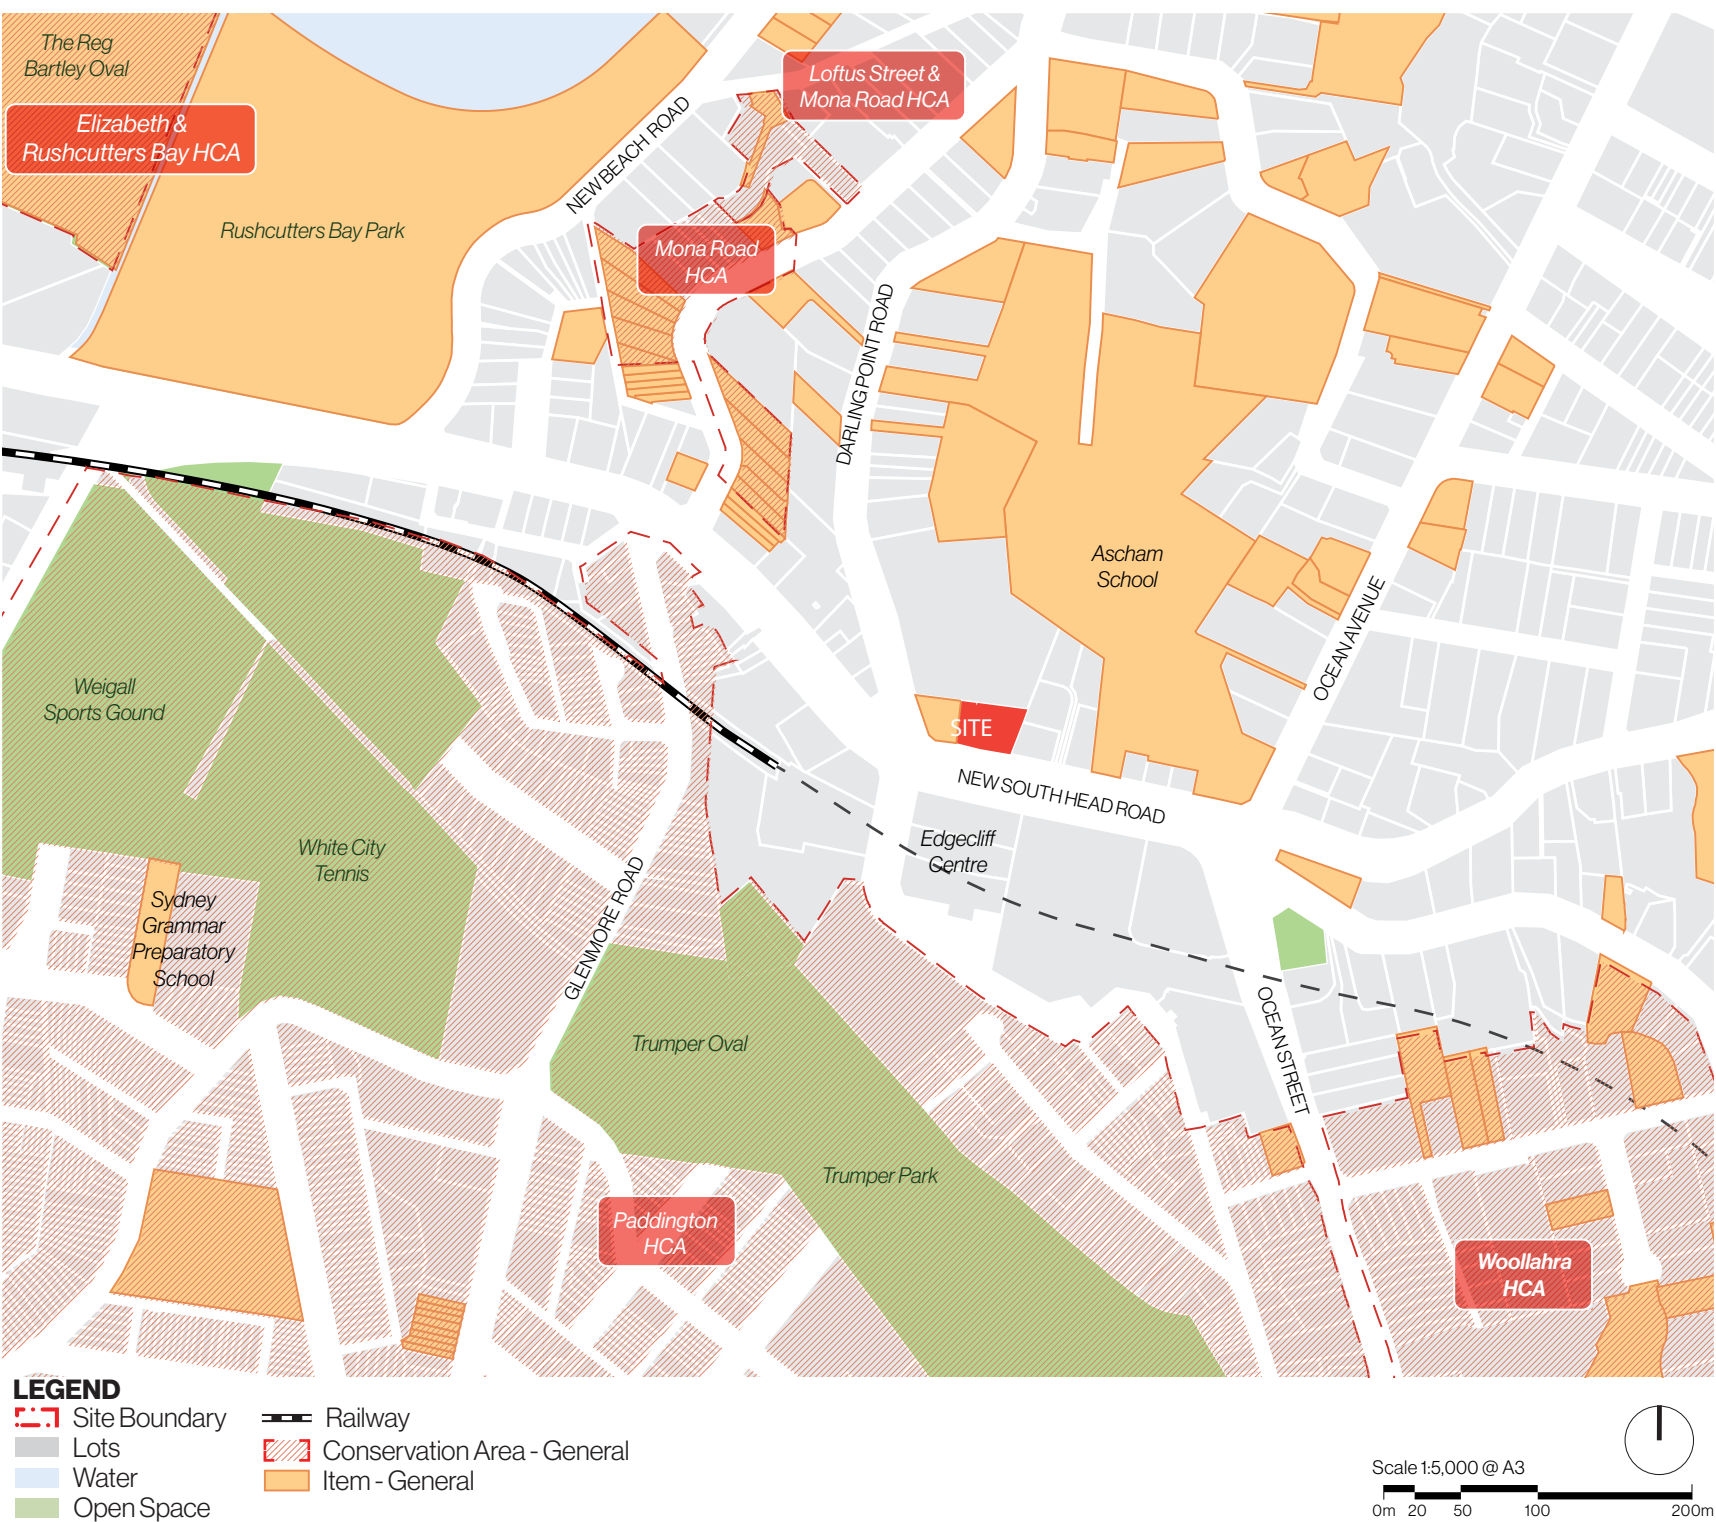 The Reg
Bartley Oval
Elizabeth &
Rushcutters Bay HCA
Loftus Street &
Mona Road HCA
NEW BEACH ROAD
Rushcutters Bay Park
Mona Road
HCA
DARLING POINT ROAD
Ascham
School
OCEAN AVENUE
Weigall
Sports Gound
SITE
NEW SOUTH HEAD ROAD
Edgecliff
Centre
White City
Tennis
Sydney
Grammar
Preparatory
School
GLENMORE ROAD
OCEAN STREET
Trumper Oval
Trumper Park
Paddington
HCA
Woollahra
HCA
LEGEND
Site Boundary
Lots
Water
Open Space
Railway
Conservation Area - General
Item - General
Scale 1:5,000 @ A3
0m 20 50 100 200m